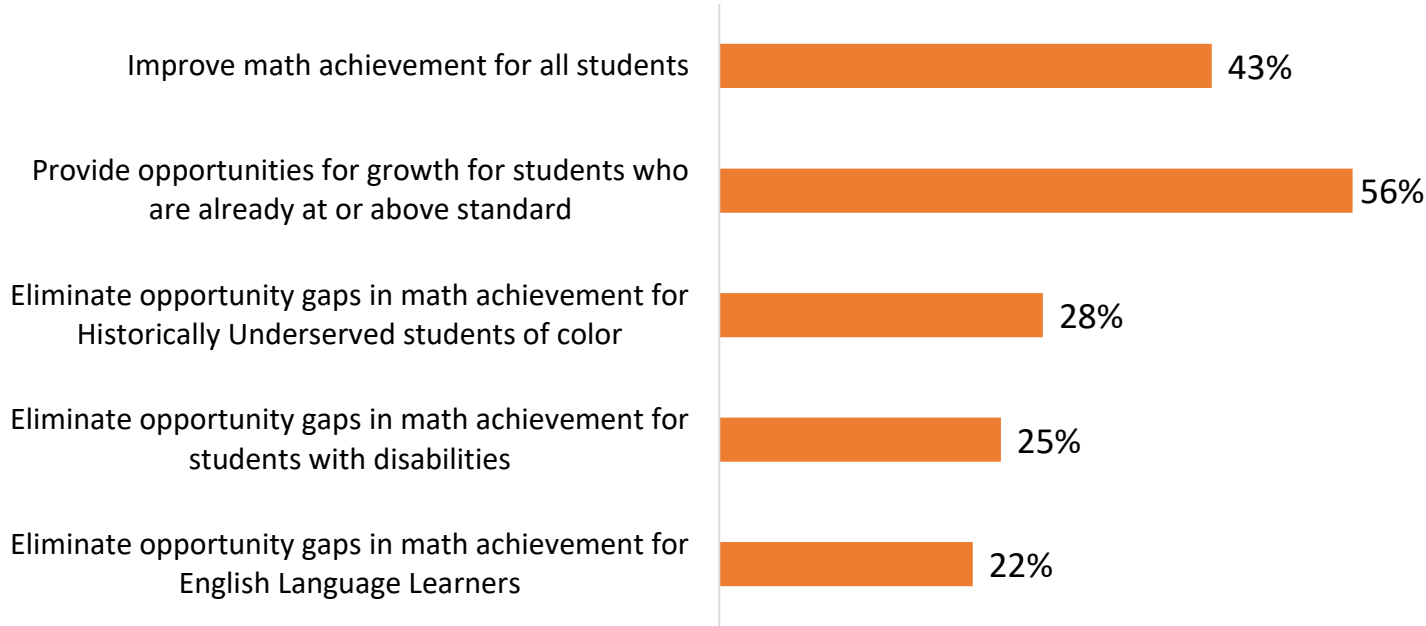 Improve math achievement for all students
43%
Provide opportunities for growth for students who
are already at or above standard
56%
Eliminate opportunity gaps in math achievement for
Historically Underserved students of color
28%
Eliminate opportunity gaps in math achievement for
students with disabilities
25%
Eliminate opportunity gaps in math achievement for
English Language Learners
22%